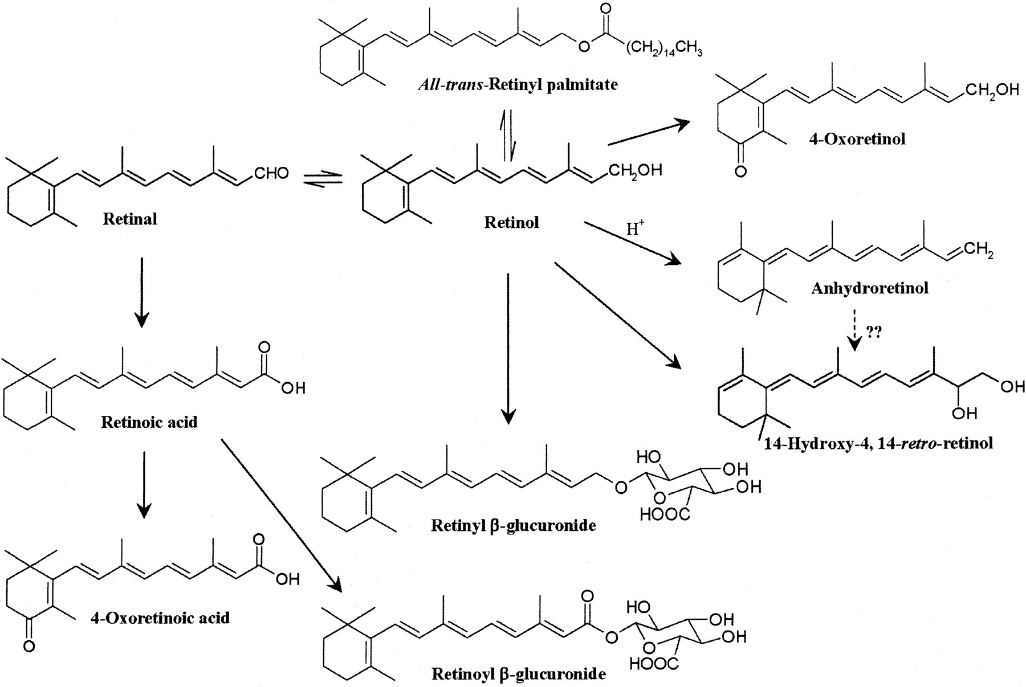 O
O
(CH2)14CH3
All-trans-Retinyl palmitate
CH2OH
O
4-Oxoretinol
CHO
Retinal
CH2OH
Retinol
H+
CH2
Anhydroretinol
??
OH
OH
14-Hydroxy-4, 14-retro-retinol
O
OH
Retinoic acid
O
HO
OH
O
OH
HOOC
Retinyl β-glucuronide
O
OH
O
4-Oxoretinoic acid
O
O
HO
OH
O
OH
HOOC
Retinoyl β-glucuronide